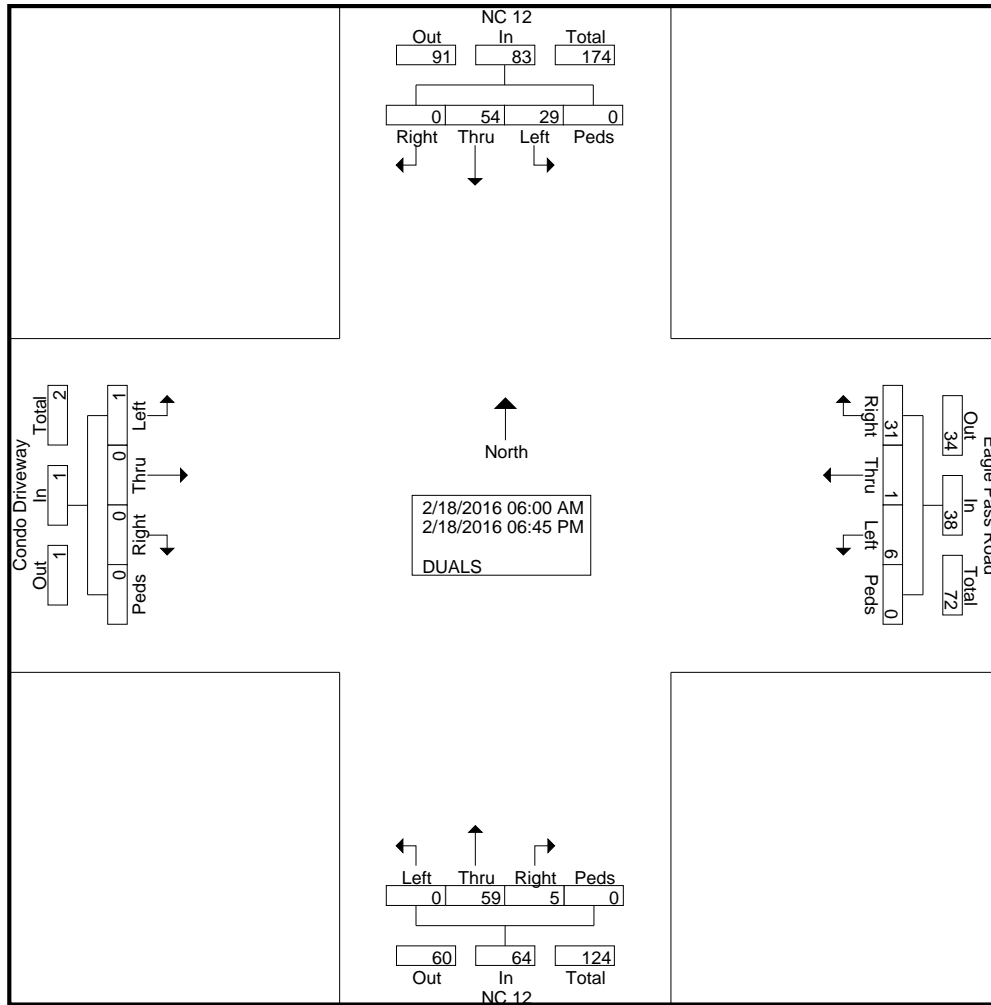 NC 12
Out In Total
91 83 174
0 54 29 0
Right Thru Left Peds
Condo Driveway
Total In Out
2 1 1
1 0 0 0
Left Thru Right Peds
North
2/18/2016 06:00 AM
2/18/2016 06:45 PM
DUALS
Right Thru Left Peds
31 1 6 0
Out In Total
34 38 72
Eagle Pass Road
Left Thru Right Peds
0 59 5 0
60 64 124
Out In Total
NC 12